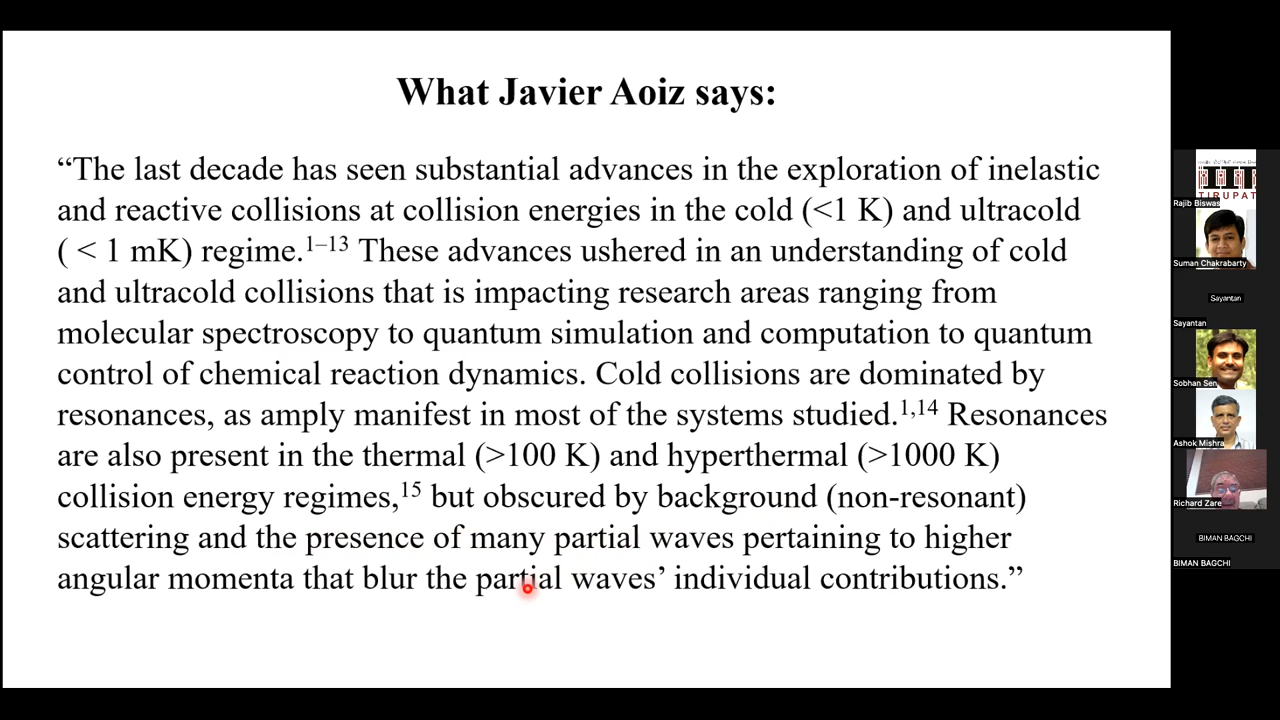 What Javier Aoiz says:
“The last decade has seen substantial advances in the exploration of inelastic
and reactive collisions at collision energies in the cold (<1 K) and ultracold
( < 1 mK) regime.1–13 These advances ushered in an understanding of cold
and ultracold collisions that is impacting research areas ranging from
molecular spectroscopy to quantum simulation and computation to quantum
control of chemical reaction dynamics. Cold collisions are dominated by
resonances, as amply manifest in most of the systems studied.1,14 Resonances
are also present in the thermal (>100 K) and hyperthermal (>1000 K)
collision energy regimes,15 but obscured by background (non-resonant)
scattering and the presence of many partial waves pertaining to higher
angular momenta that blur the partial waves’ individual contributions.”
TIRUPAT
Rajib Biswas
Suman Chakrabarty
Sayantan
Sayantan
Sobhan Sen
Ashok Mishra
Richard Zare
BIMAN BAGCHI
BIMAN BAGCHI